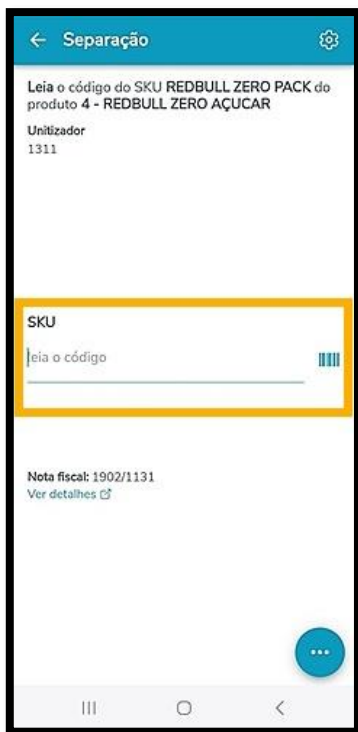 Separação
Leia o código do SKU REDBULL ZERO PACK do
produto 4 - REDBULL ZERO AÇUCAR
Unitizador
1311
SKU
leia o código
Nota fiscal: 1902/1131
Ver detalhes